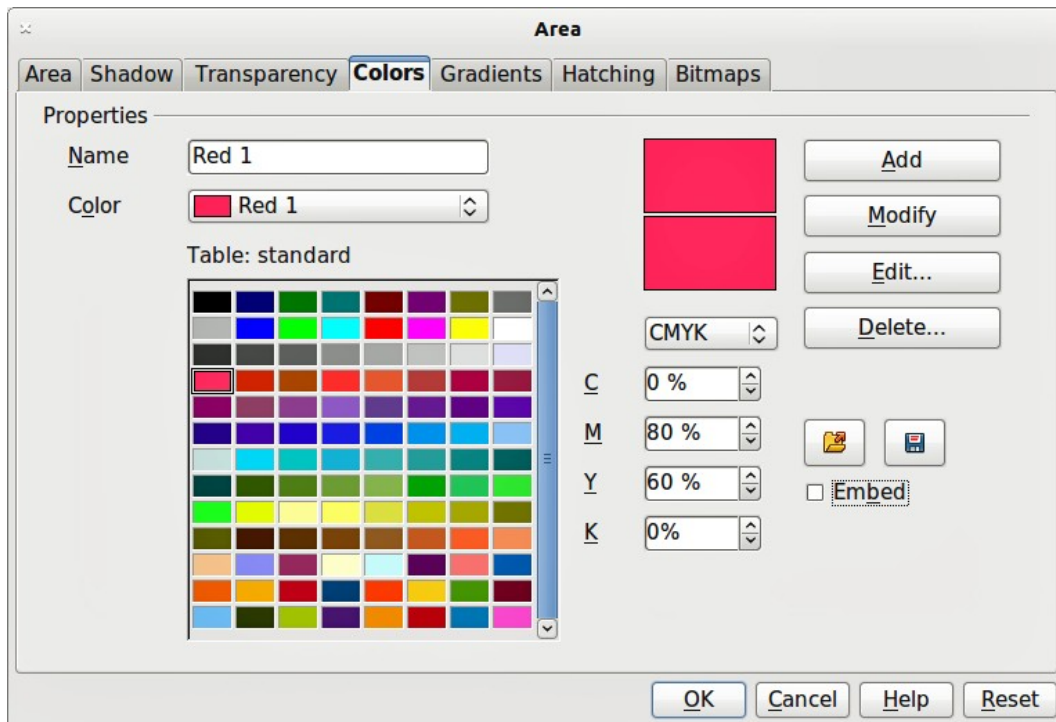 Area
Area Shadow Transparency Colors Gradients Hatching Bitmaps
Properties
Name Red 1
Add
Color Red 1
Modify
Table: standard
Edit...
CMYK
Delete...
C 0 %
M 80 %
Y 60 %
Embed
K 0%
OK Cancel Help Reset